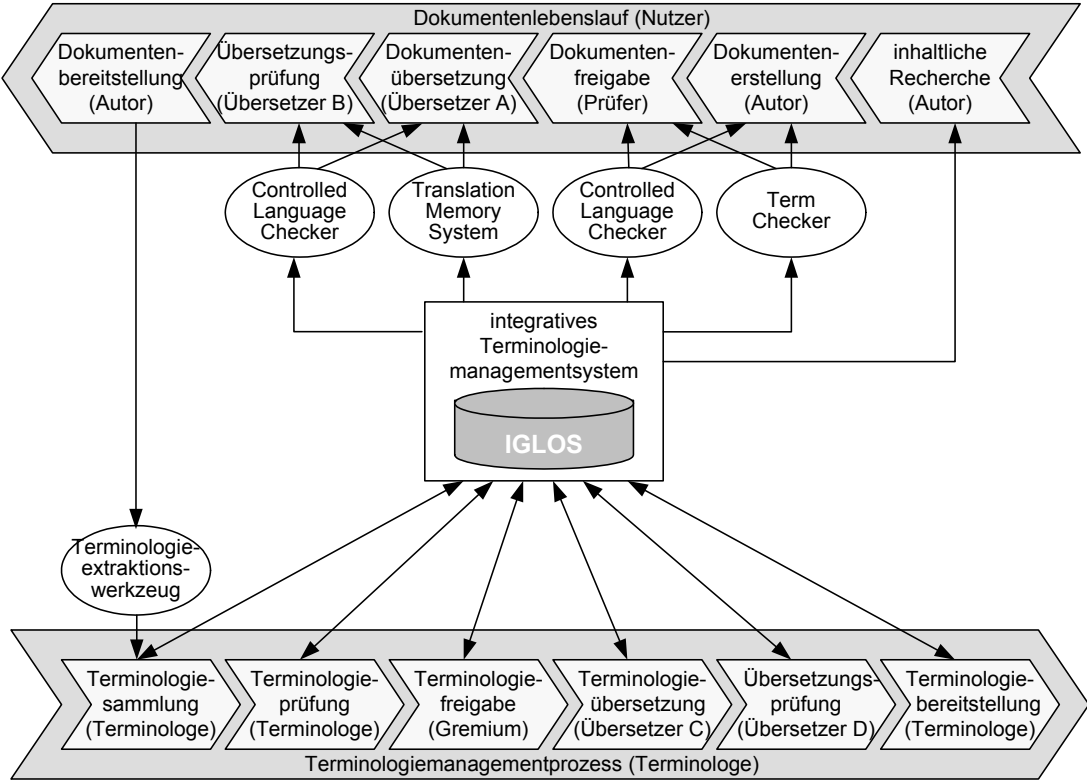 Dokumentenlebenslauf (Nutzer)
Dokumenten-
bereitstellung
(Autor)
Übersetzungs-
prüfung
(Übersetzer B)
Dokumenten-
übersetzung
(Übersetzer A)
Dokumenten-
freigabe
(Prüfer)
Dokumenten-
erstellung
(Autor)
inhaltliche
Recherche
(Autor)
Controlled
Language
Checker
Translation
Memory
System
Controlled
Language
Checker
Term
Checker
integratives
Terminologie-
managementsystem
IGLOS
Terminologie-
extraktions-
werkzeug
Terminologie-
sammlung
(Terminologe)
Terminologie-
prüfung
(Terminologe)
Terminologie-
freigabe
(Gremium)
Terminologie-
übersetzung
(Übersetzer C)
Übersetzungs-
prüfung
(Übersetzer D)
Terminologie-
bereitstellung
(Terminologe)
Terminologiemanagementprozess (Terminologe)